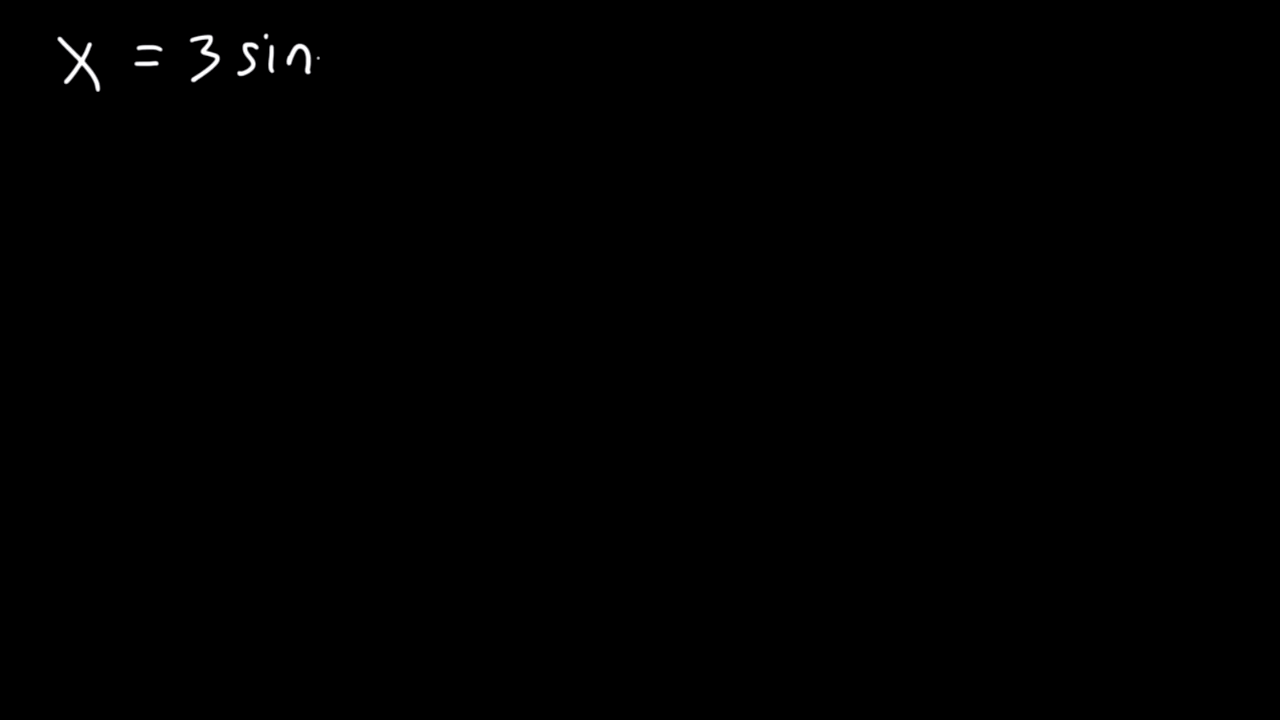 x = 3 sin